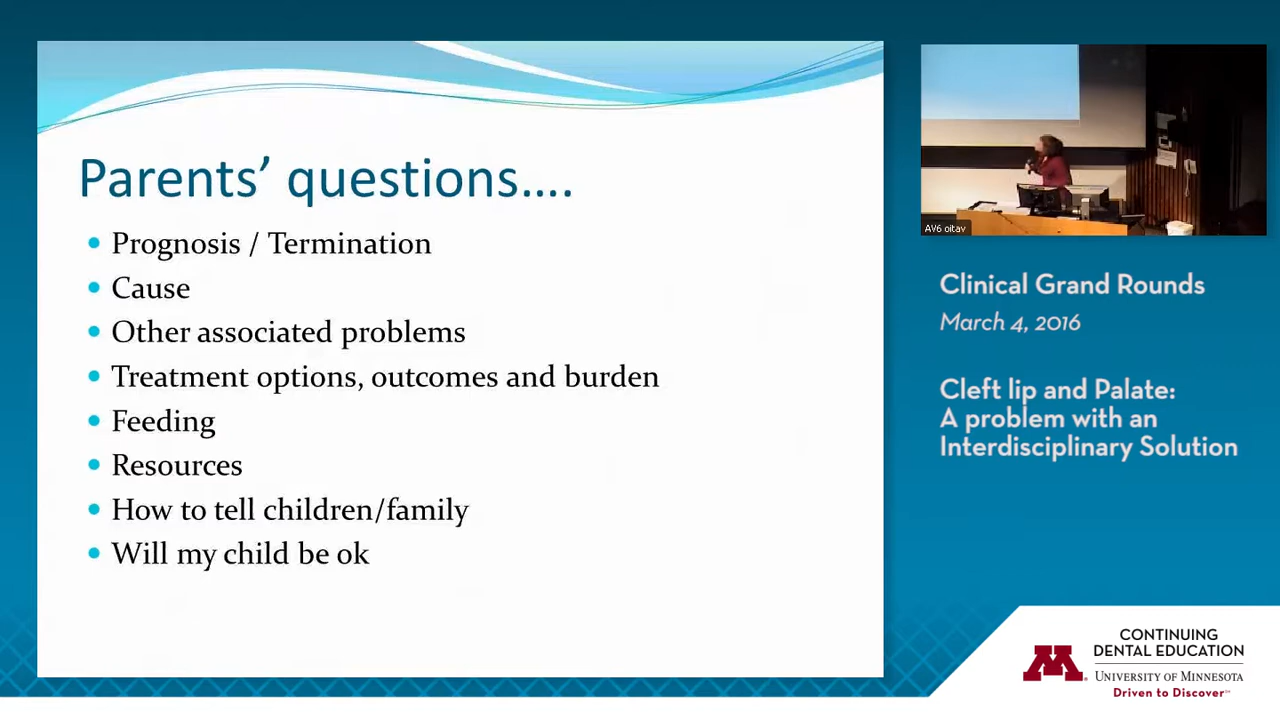 Parents’ questions....
Prognosis / Termination
Cause
Other associated problems
Treatment options, outcomes and burden
Feeding
Resources
How to tell children/family
Will my child be ok
AV6 oitav
Clinical Grand Rounds
March 4, 2016
Cleft lip and Palate:
A problem with an
Interdisciplinary Solution
CONTINUING
DENTAL EDUCATION
UNIVERSITY OF MINNESOTA
Driven to Discover℠